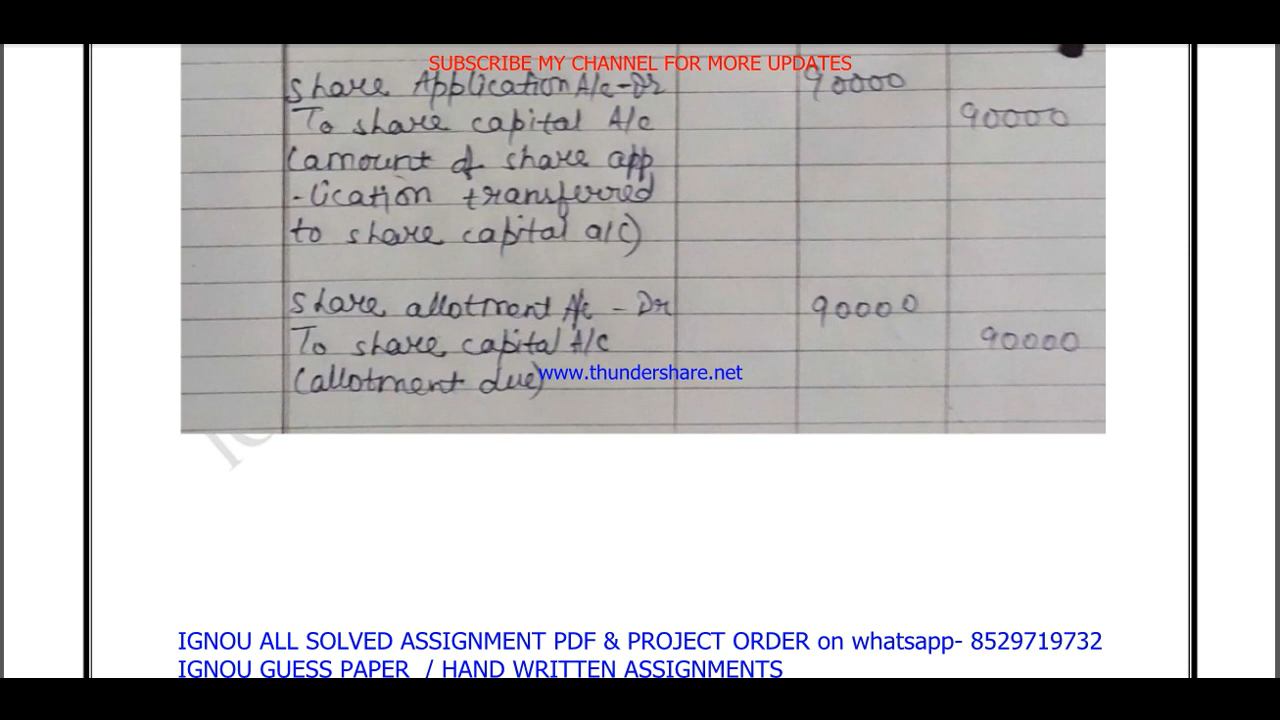 SUBSCRIBE MY CHANNEL FOR MORE UPDATES
Share Application A/c-Dr 90000
To share capital A/c 90000
(amount of share app
-lication transferred
to share capital a/c)
Share allotment A/c - Dr 90000
To share capital A/c 90000
(allotment due)
www.thundershare.net
IGNOU ALL SOLVED ASSIGNMENT PDF & PROJECT ORDER on whatsapp- 8529719732
IGNOU GUESS PAPER / HAND WRITTEN ASSIGNMENTS